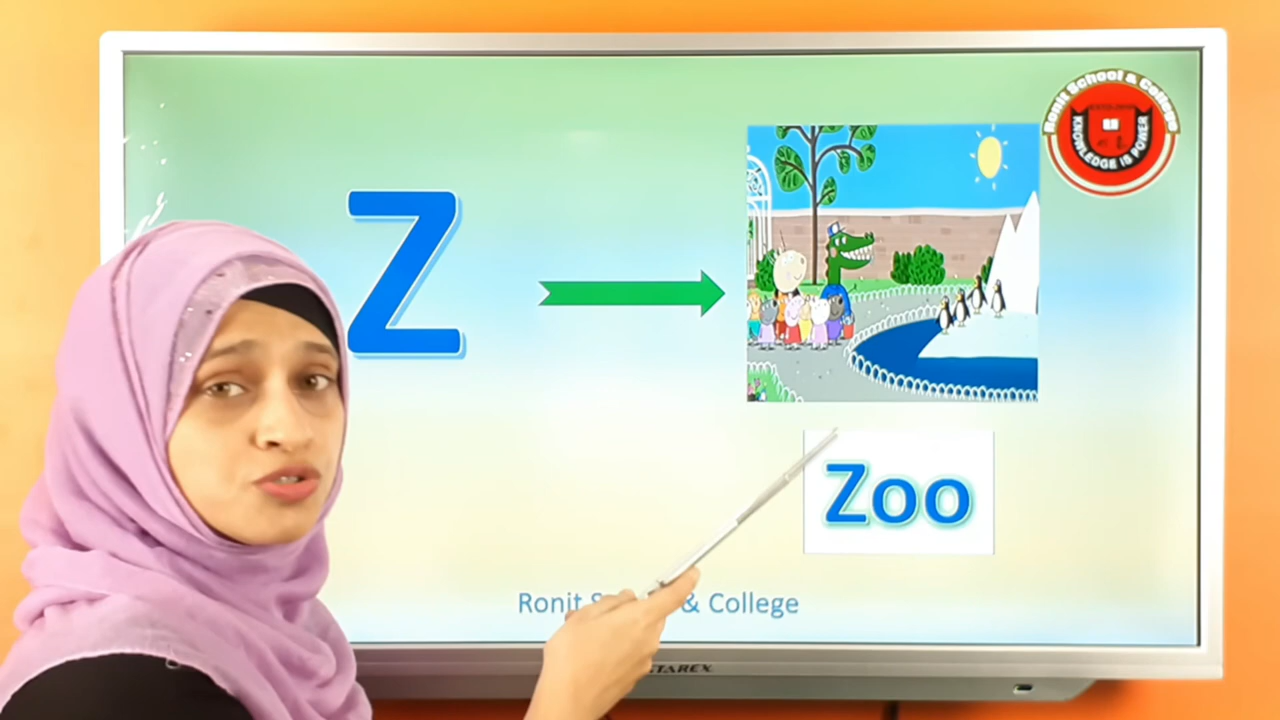 Ronit School & College
KNOWLEDGE IS POWER
Z
Zoo
Ronit S & College
STAREX